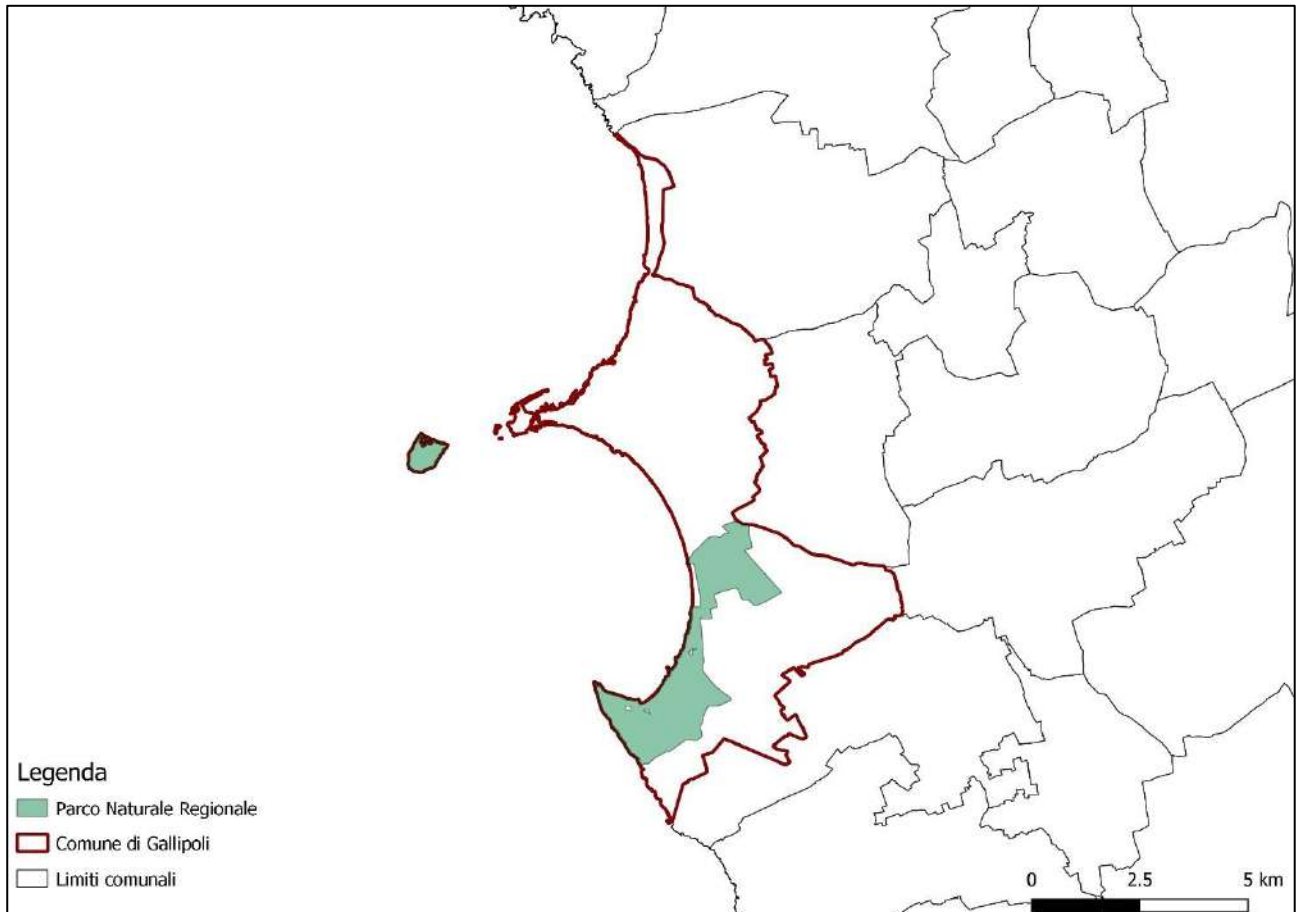 Legenda
Parco Naturale Regionale
Comune di Gallipoli
Limiti comunali
0 2.5 5 km